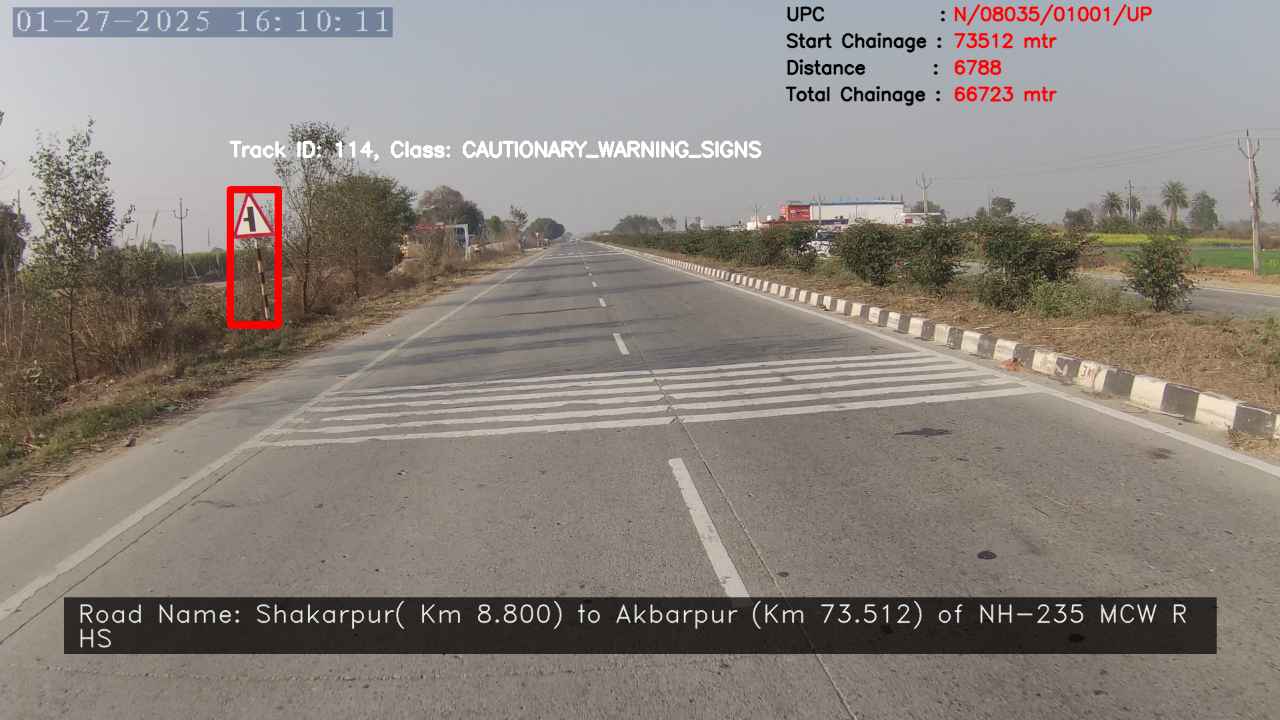 01-27-2025 16:10:11
UPC : N/08035/01001/UP
Start Chainage : 73512 mtr
Distance : 6788
Total Chainage : 66723 mtr
Track ID: 114, Class: CAUTIONARY_WARNING_SIGNS
Road Name: Shakarpur( Km 8.800) to Akbarpur (Km 73.512) of NH-235 MCW R
HS